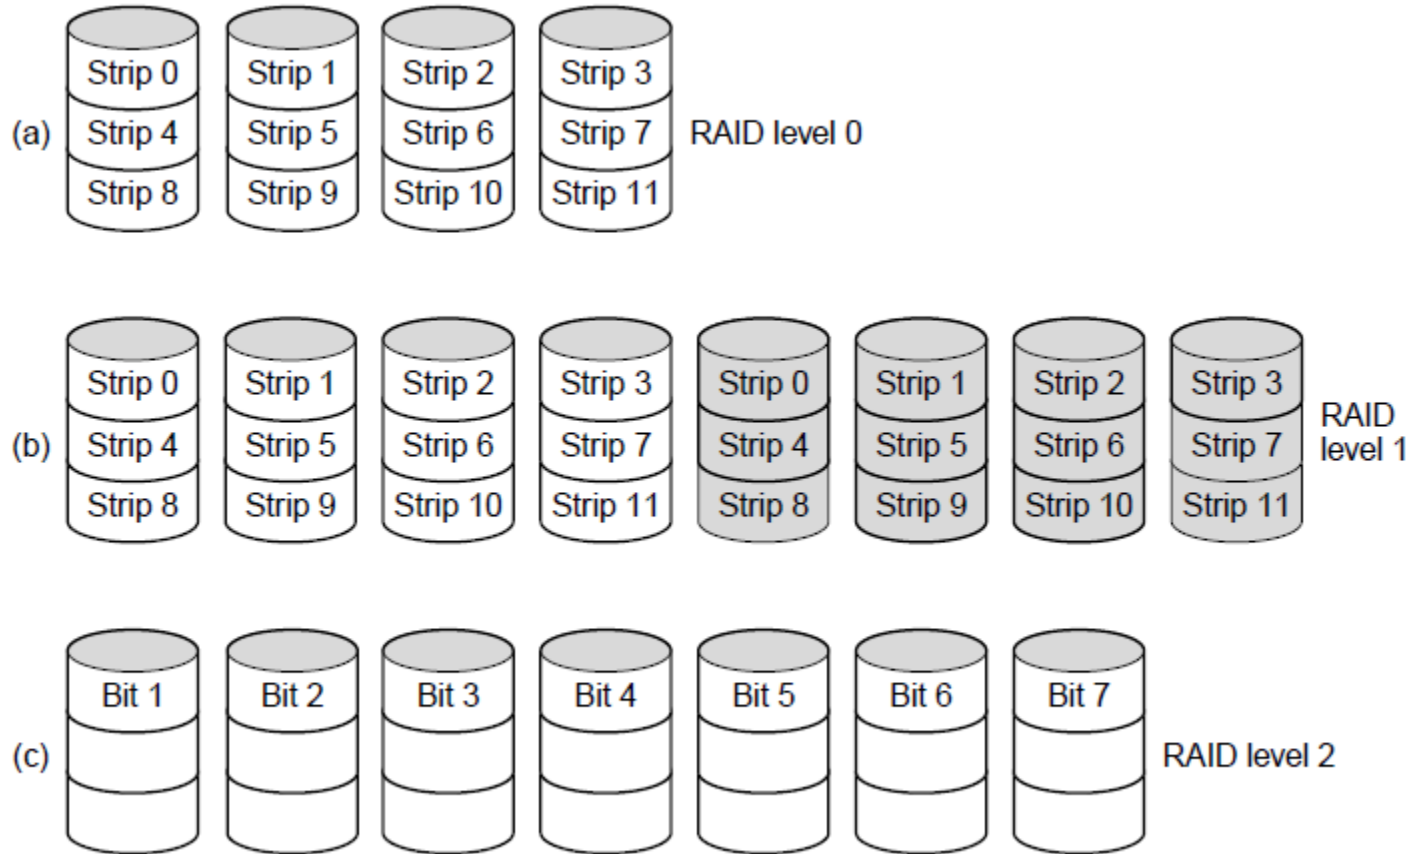 Strip 0 Strip 1 Strip 2 Strip 3
(a) Strip 4 Strip 5 Strip 6 Strip 7 RAID level 0
Strip 8 Strip 9 Strip 10 Strip 11
Strip 0 Strip 1 Strip 2 Strip 3 Strip 0 Strip 1 Strip 2 Strip 3
RAID
(b) Strip 4 Strip 5 Strip 6 Strip 7 Strip 4 Strip 5 Strip 6 Strip 7 level 1
Strip 8 Strip 9 Strip 10 Strip 11 Strip 8 Strip 9 Strip 10 Strip 11
Bit 1 Bit 2 Bit 3 Bit 4 Bit 5 Bit 6 Bit 7
(c) RAID level 2